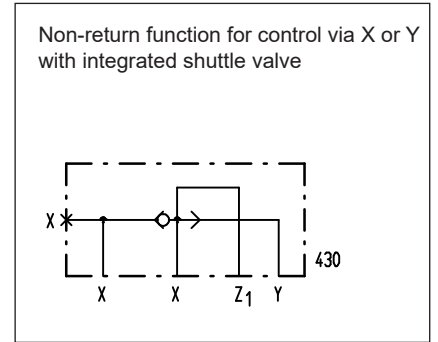 Non-return function for control via X or Y
with integrated shuttle valve
X
430
X X Z1 Y